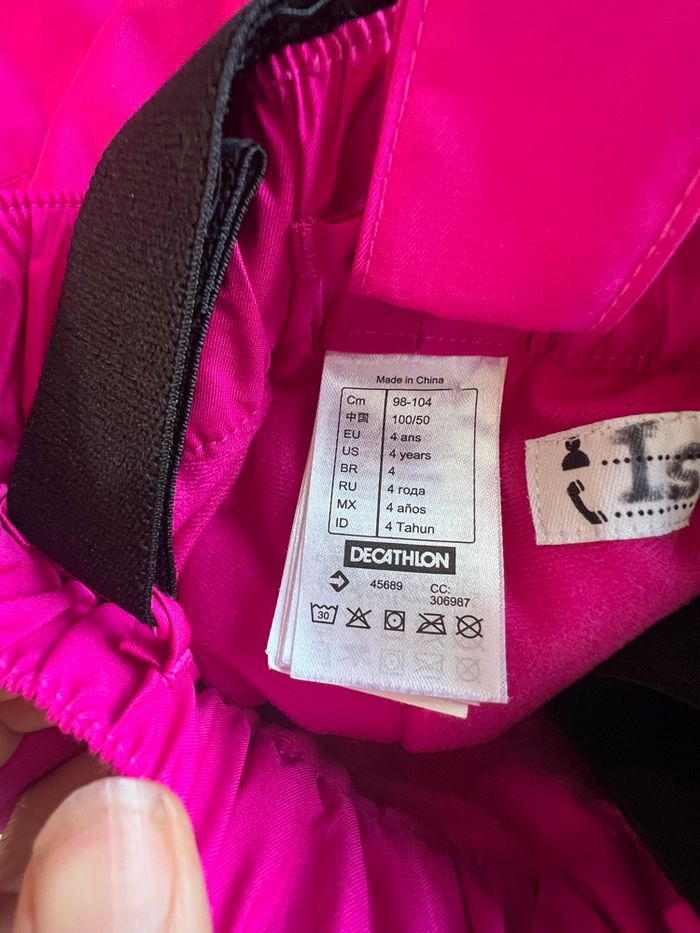 Made in China
Cm 98-104
中国 100/50
EU 4 ans
US 4 years
BR 4
RU 4 года
MX 4 años
ID 4 Tahun
DECATHLON
45689 CC:
306987
30
Is